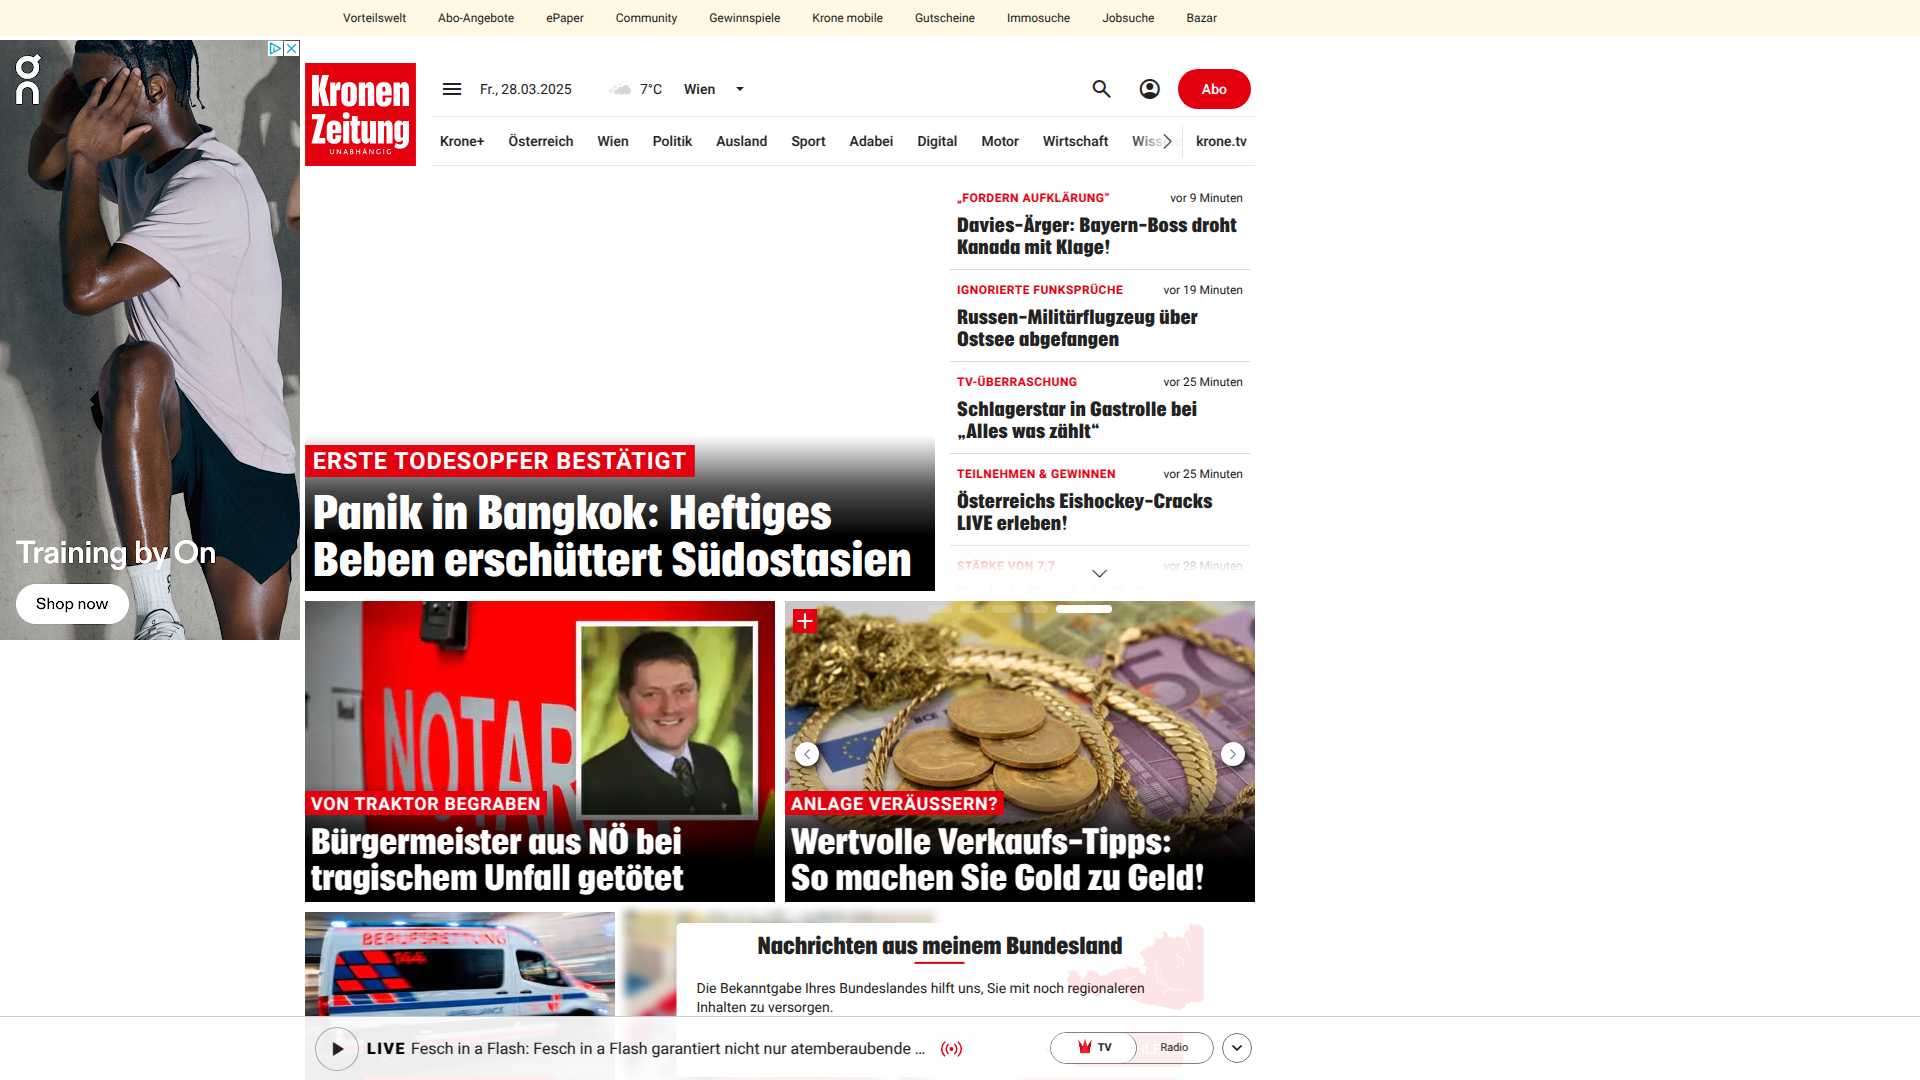 Vorteilswelt Abo-Angebote ePaper Community Gewinnspiele Krone mobile Gutscheine Immosuche Jobsuche Bazar
on
Training by On
Shop now
Kronen
Zeitung
UNABHÄNGIG
Fr., 28.03.2025 7°C Wien Abo
Krone+ Österreich Wien Politik Ausland Sport Adabei Digital Motor Wirtschaft krone.tv
ERSTE TODESOPFER BESTÄTIGT
Panik in Bangkok: Heftiges
Beben erschüttert Südostasien
„FORDERN AUFKLÄRUNG“ vor 9 Minuten
Davies-Ärger: Bayern-Boss droht
Kanada mit Klage!
IGNORIERTE FUNKSPRÜCHE vor 19 Minuten
Russen-Militärflugzeug über
Ostsee abgefangen
TV-ÜBERRASCHUNG vor 25 Minuten
Schlagerstar in Gastrolle bei
„Alles was zählt“
TEILNEHMEN & GEWINNEN vor 25 Minuten
Österreichs Eishockey-Cracks
LIVE erleben!
STÄRKE VON 7,7 vor 28 Minuten
NOTAR
VON TRAKTOR BEGRABEN
Bürgermeister aus NÖ bei
tragischem Unfall getötet
50
BCE
ANLAGE VERÄUSSERN?
Wertvolle Verkaufs-Tipps:
So machen Sie Gold zu Geld!
BERUFSRETTUNG
AMBULANCE
Nachrichten aus meinem Bundesland
Die Bekanntgabe Ihres Bundeslandes hilft uns, Sie mit noch regionaleren
Inhalten zu versorgen.
LIVE Fesch in a Flash: Fesch in a Flash garantiert nicht nur atemberaubende ...
TV Radio